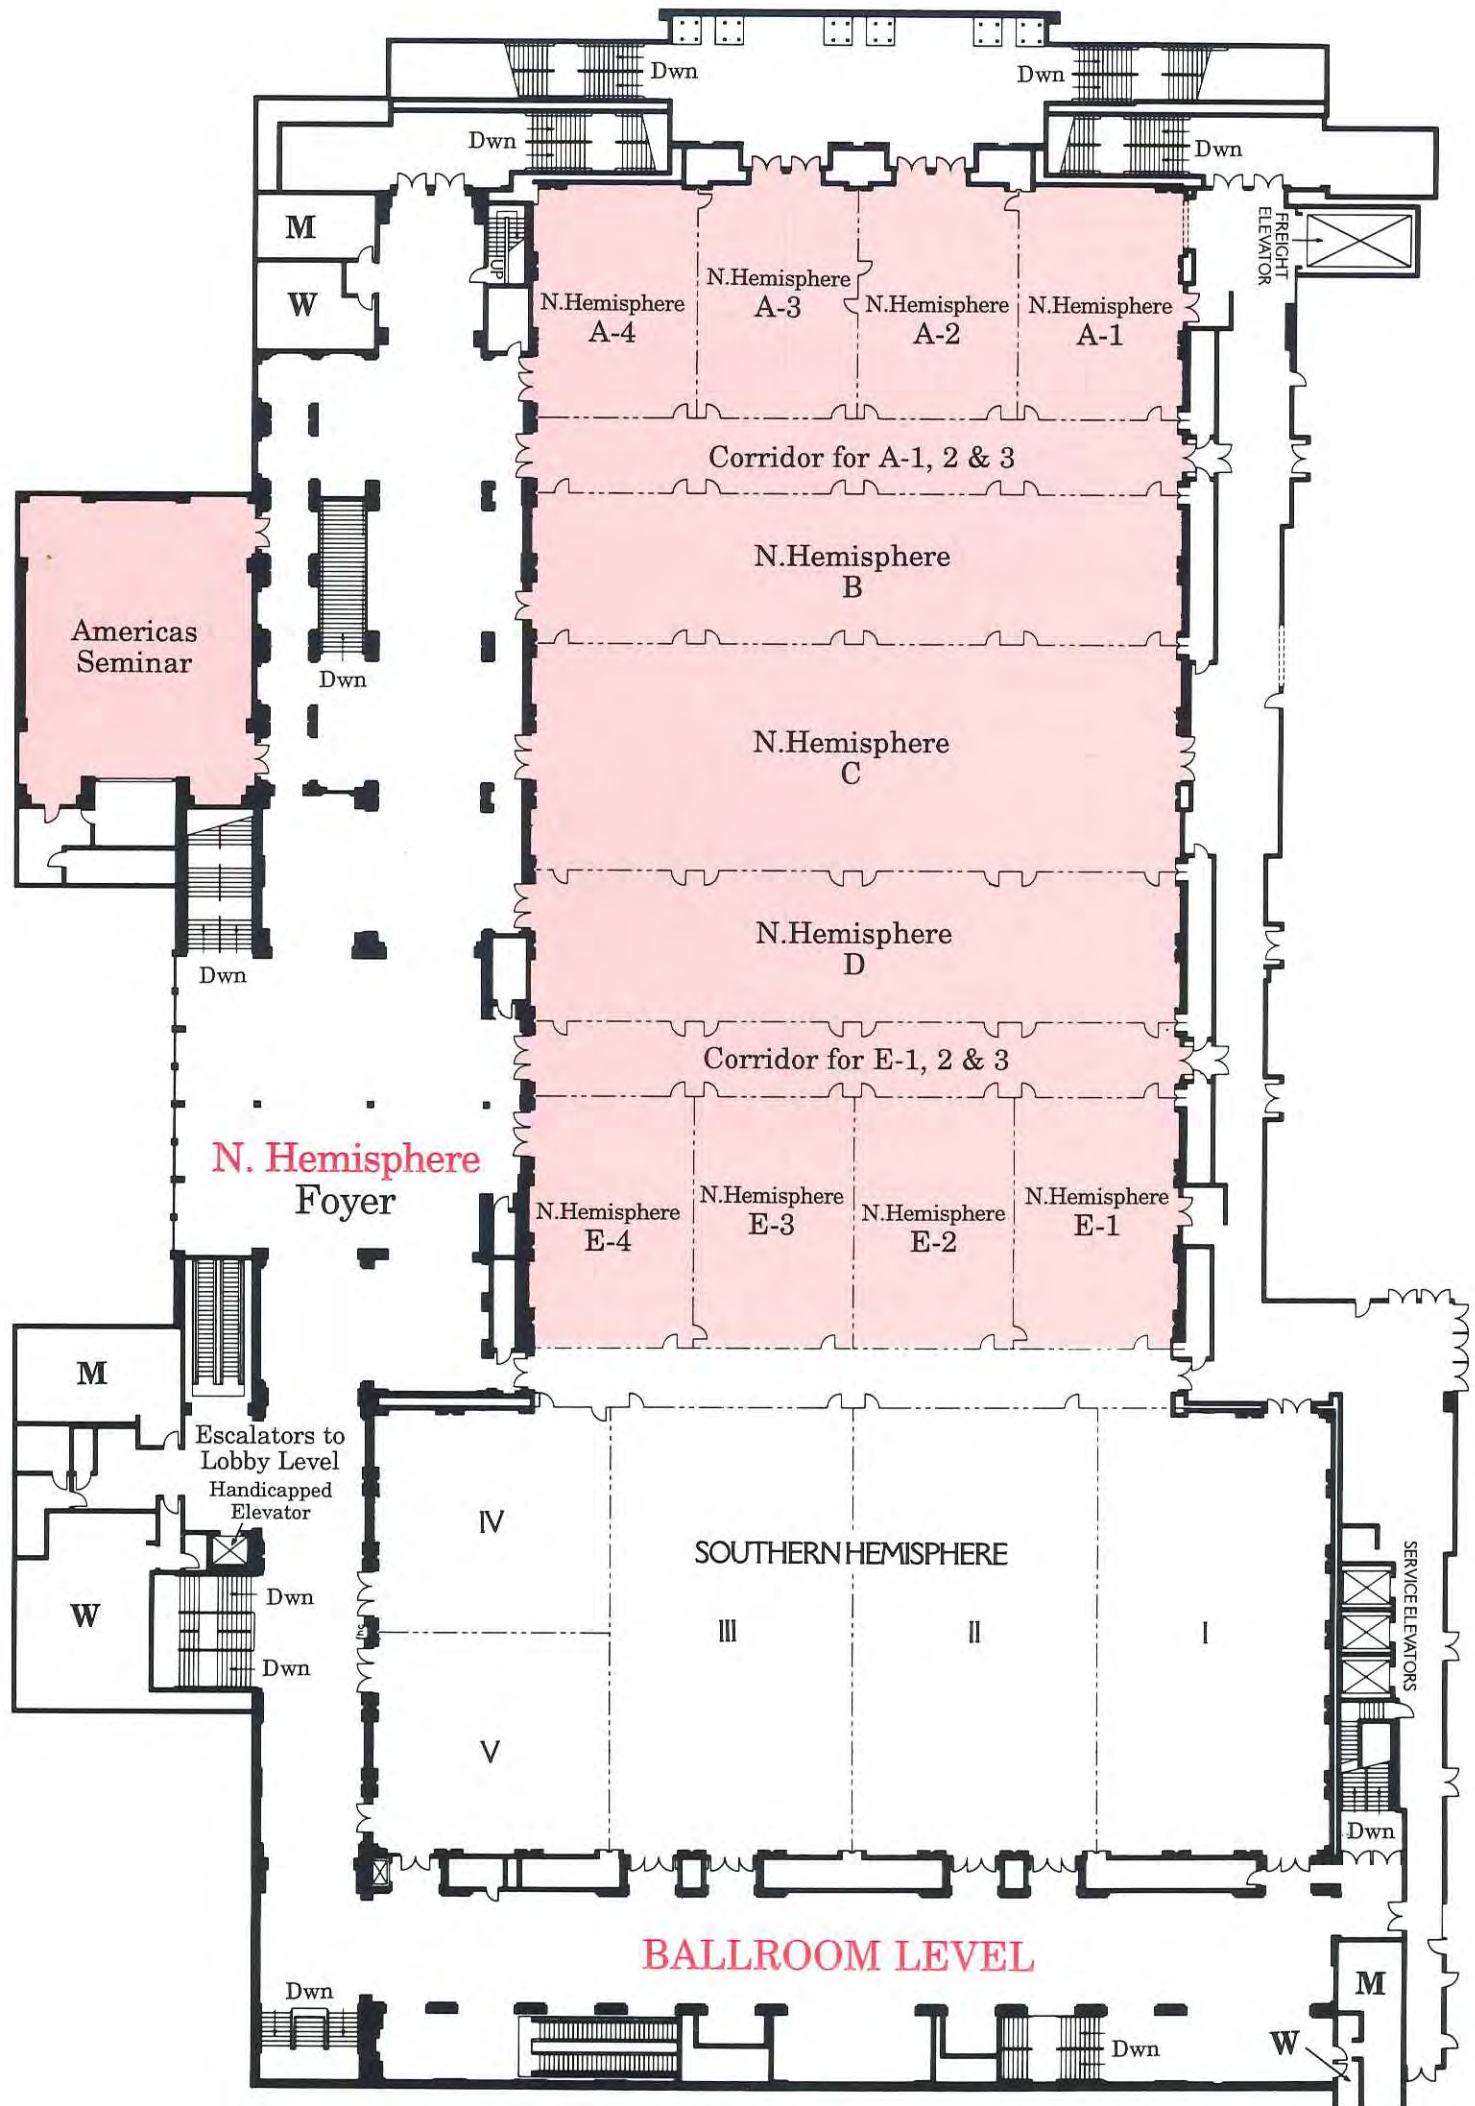 Dwn
Dwn
Dwn
Dwn
M
FREIGHT
ELEVATOR
UP
W
N.Hemisphere
A-4
N.Hemisphere
A-3
N.Hemisphere
A-2
N.Hemisphere
A-1
Corridor for A-1, 2 & 3
N.Hemisphere
B
Americas
Seminar
Dwn
N.Hemisphere
C
N.Hemisphere
D
Dwn
Corridor for E-1, 2 & 3
N. Hemisphere
Foyer
N.Hemisphere
E-4
N.Hemisphere
E-3
N.Hemisphere
E-2
N.Hemisphere
E-1
M
Escalators to
Lobby Level
Handicapped
Elevator
IV
SOUTHERN HEMISPHERE
SERVICE ELEVATORS
Dwn
W
III
II
I
Dwn
V
Dwn
BALLROOM LEVEL
M
Dwn
W
Dwn